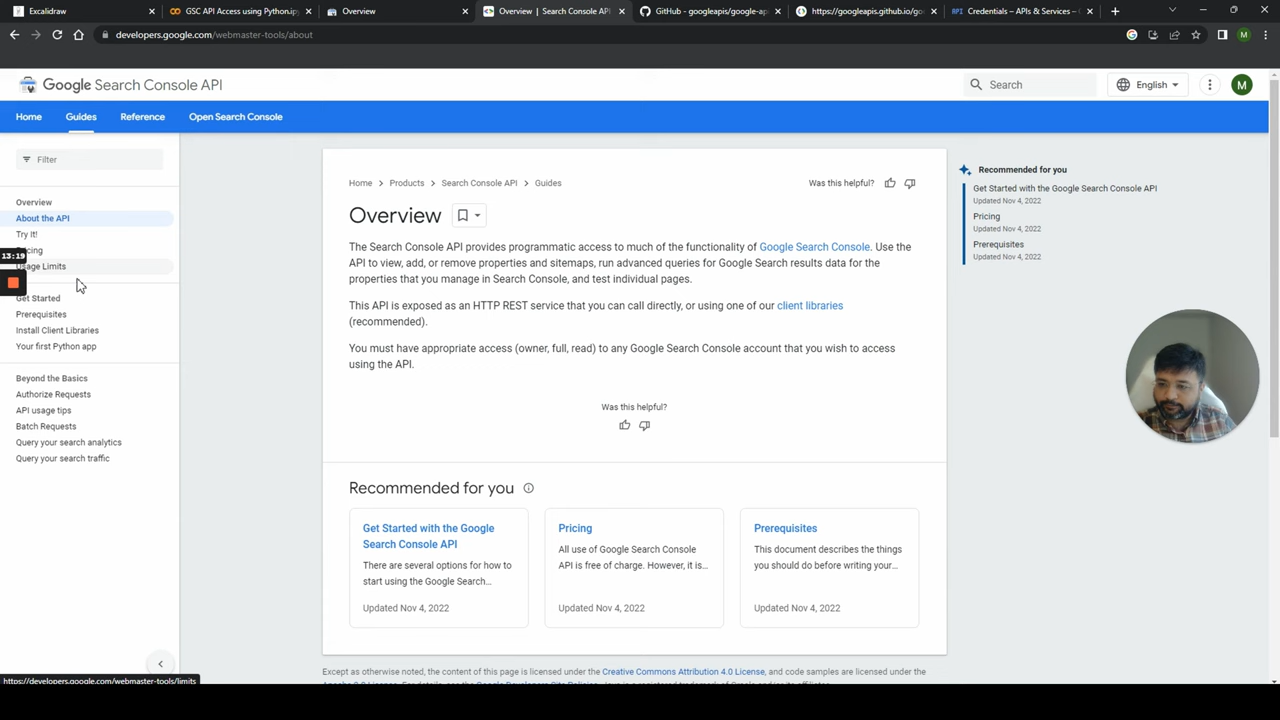 Excalidraw
GSC API Access using Python.ip
Overview
Overview | Search Console API
GitHub - googleapis/google-ap
https://googleapis.github.io/go
API Credentials – APIs & Services – G
developers.google.com/webmaster-tools/about
M
Google Search Console API
Search
English
M
Home
Guides
Reference
Open Search Console
Filter
Overview
About the API
Try It!
Pricing
Usage Limits
13:19
Get Started
Prerequisites
Install Client Libraries
Your first Python app
Beyond the Basics
Authorize Requests
API usage tips
Batch Requests
Query your search analytics
Query your search traffic
Home > Products > Search Console API > Guides
Was this helpful?
Overview
The Search Console API provides programmatic access to much of the functionality of Google Search Console. Use the
API to view, add, or remove properties and sitemaps, run advanced queries for Google Search results data for the
properties that you manage in Search Console, and test individual pages.
This API is exposed as an HTTP REST service that you can call directly, or using one of our client libraries
(recommended).
You must have appropriate access (owner, full, read) to any Google Search Console account that you wish to access
using the API.
Was this helpful?
Recommended for you
Get Started with the Google
Search Console API
There are several options for how to
start using the Google Search...
Updated Nov 4, 2022
Pricing
All use of Google Search Console
API is free of charge. However, it is...
Updated Nov 4, 2022
Prerequisites
This document describes the things
you should do before writing your...
Updated Nov 4, 2022
Recommended for you
Get Started with the Google Search Console API
Updated Nov 4, 2022
Pricing
Updated Nov 4, 2022
Prerequisites
Updated Nov 4, 2022
Except as otherwise noted, the content of this page is licensed under the Creative Commons Attribution 4.0 License, and code samples are licensed under the
https://developers.google.com/webmaster-tools/limits